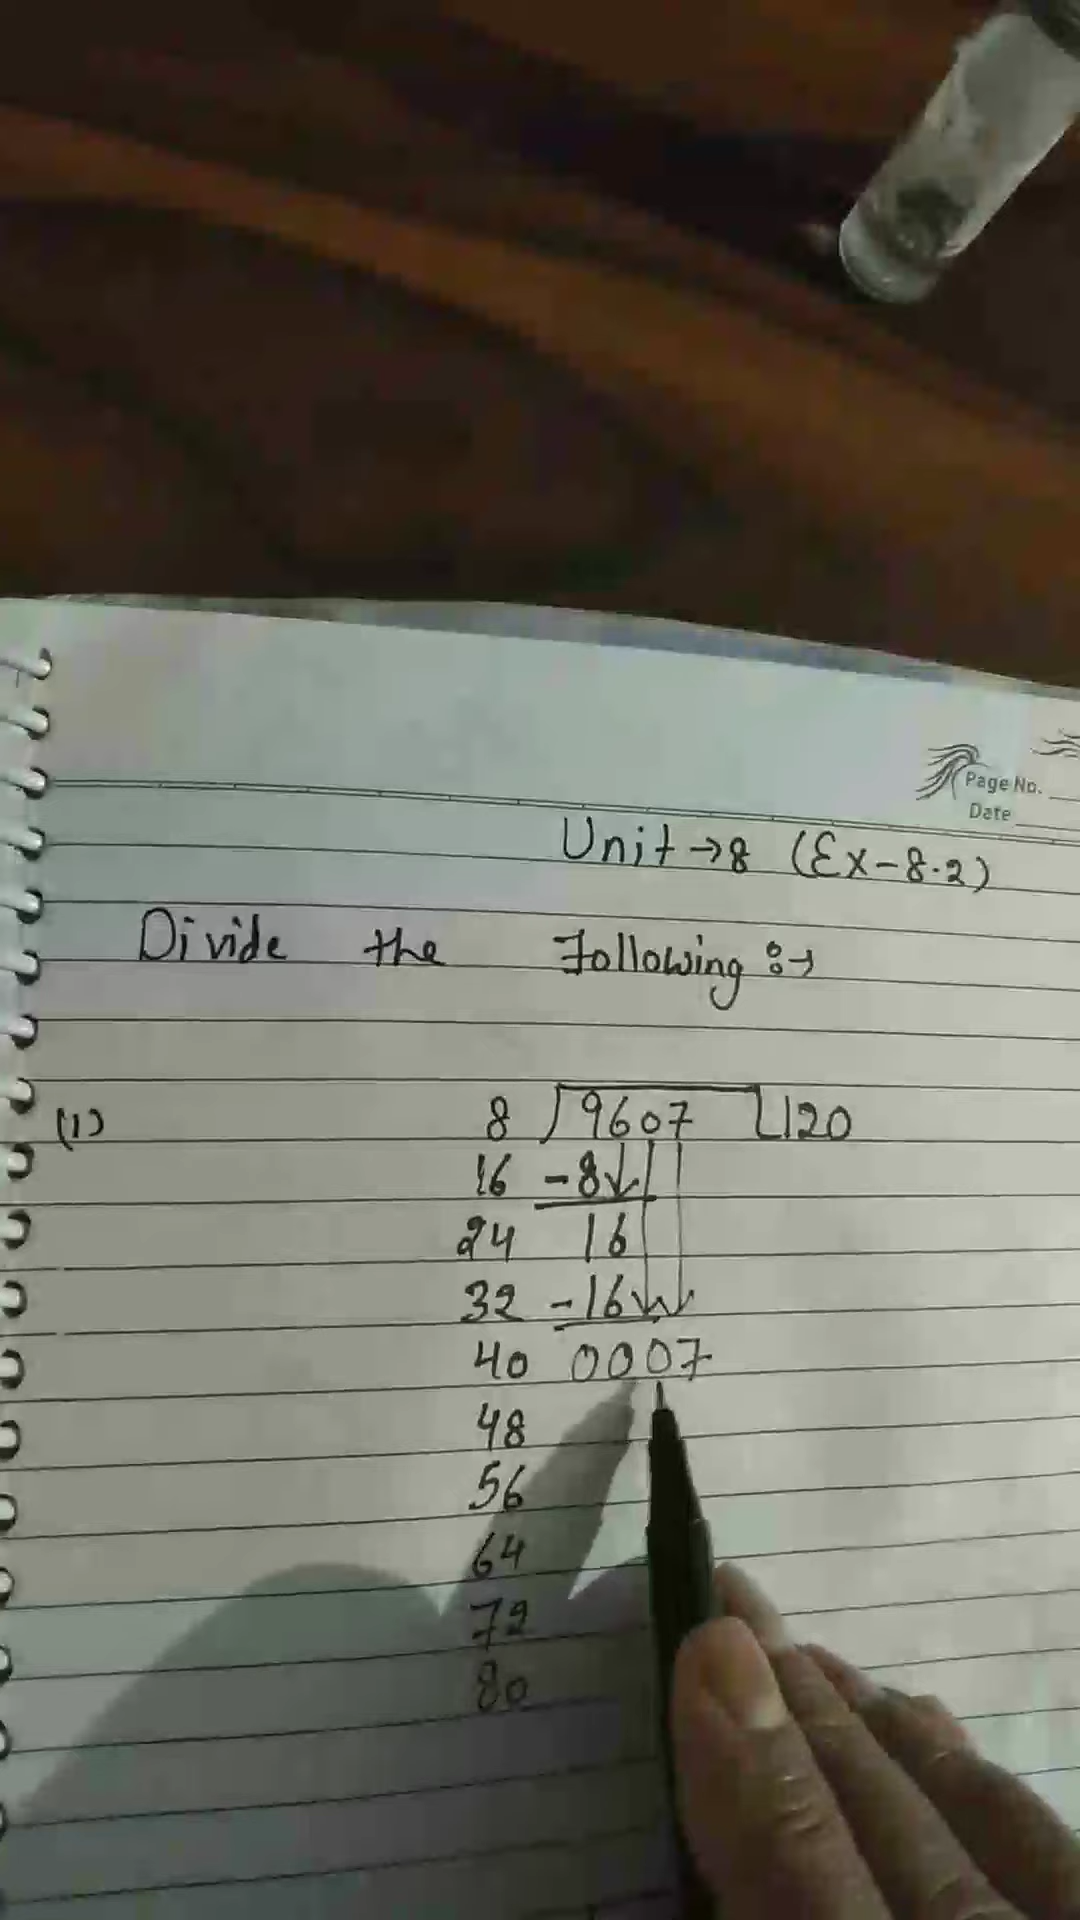 Page No.
Date
Unit → 8 (Ex-8.2)
Divide the Following :→
(1) 8 ) 9607 120
16 -8↓
24 16
32 -16↓↓
40 0007
48
56
64
72
80